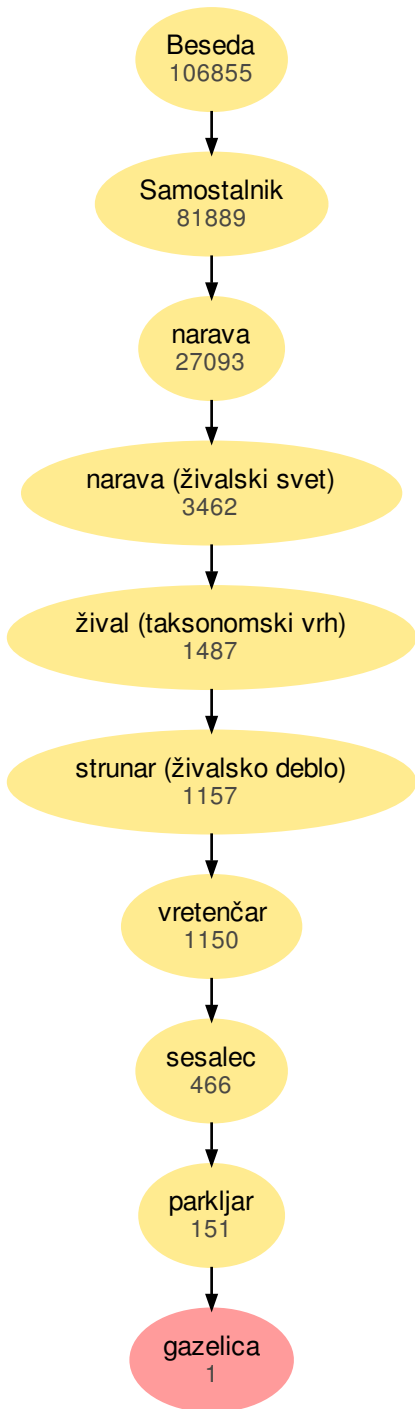 Beseda
106855
Samostalnik
81889
narava
27093
narava (živalski svet)
3462
žival (taksonomski vrh)
1487
strunar (živalsko deblo)
1157
vretenčar
1150
sesalec
466
parkljar
151
gazelica
1